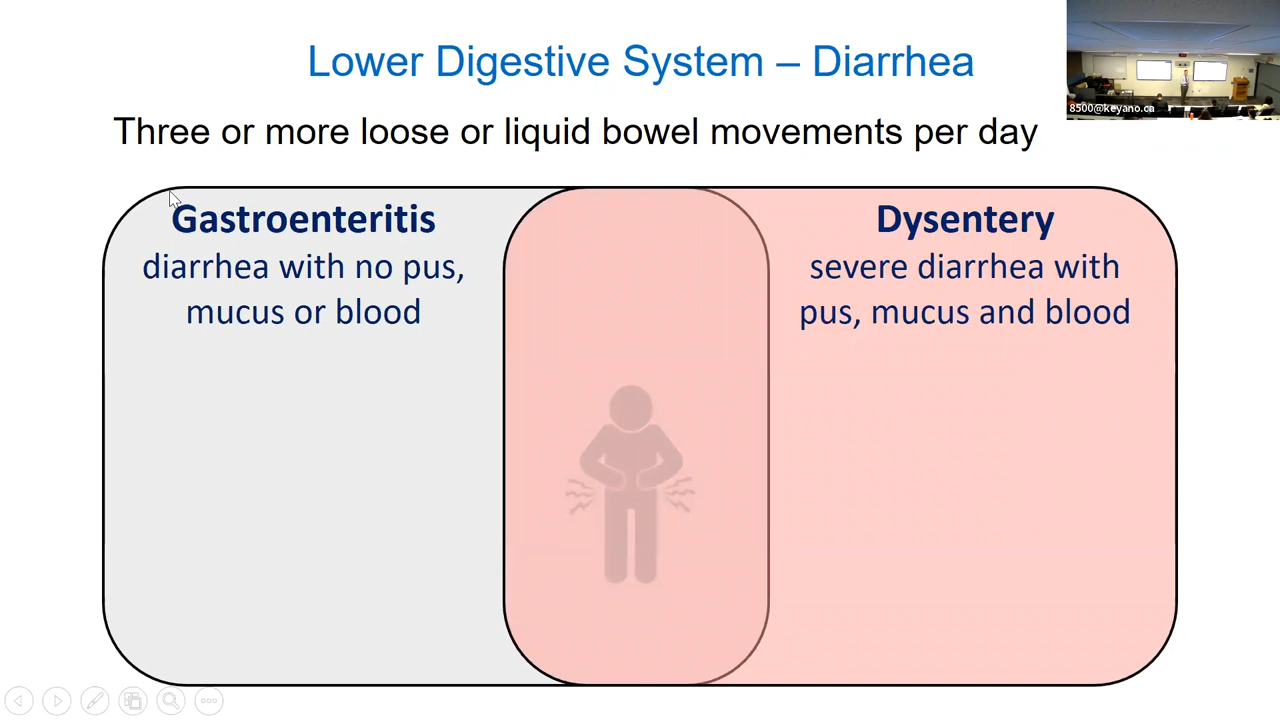 Lower Digestive System – Diarrhea
8500@keyano.ca
Three or more loose or liquid bowel movements per day
Gastroenteritis
diarrhea with no pus,
mucus or blood
Dysentery
severe diarrhea with
pus, mucus and blood